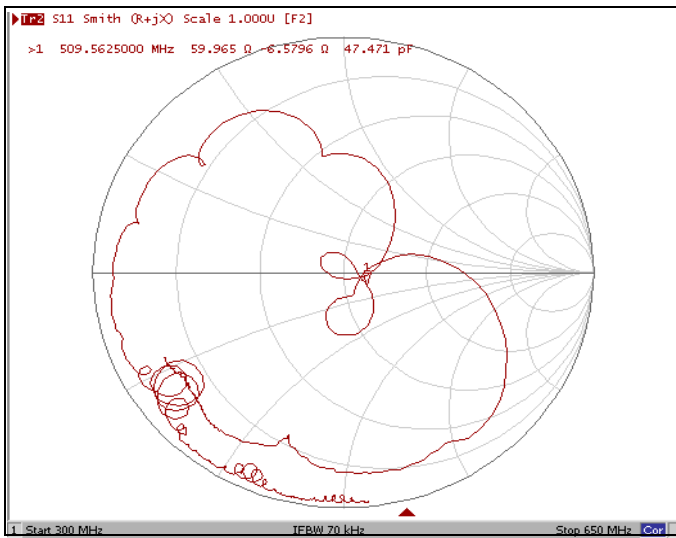 Tr2 S11 Smith (R+jX) Scale 1.000U [F2]
>1 509.5625000 MHz 59.965 Ω -6.5796 Ω 47.471 pF
1
1 Start 300 MHz IFBW 70 kHz Stop 650 MHz Cor